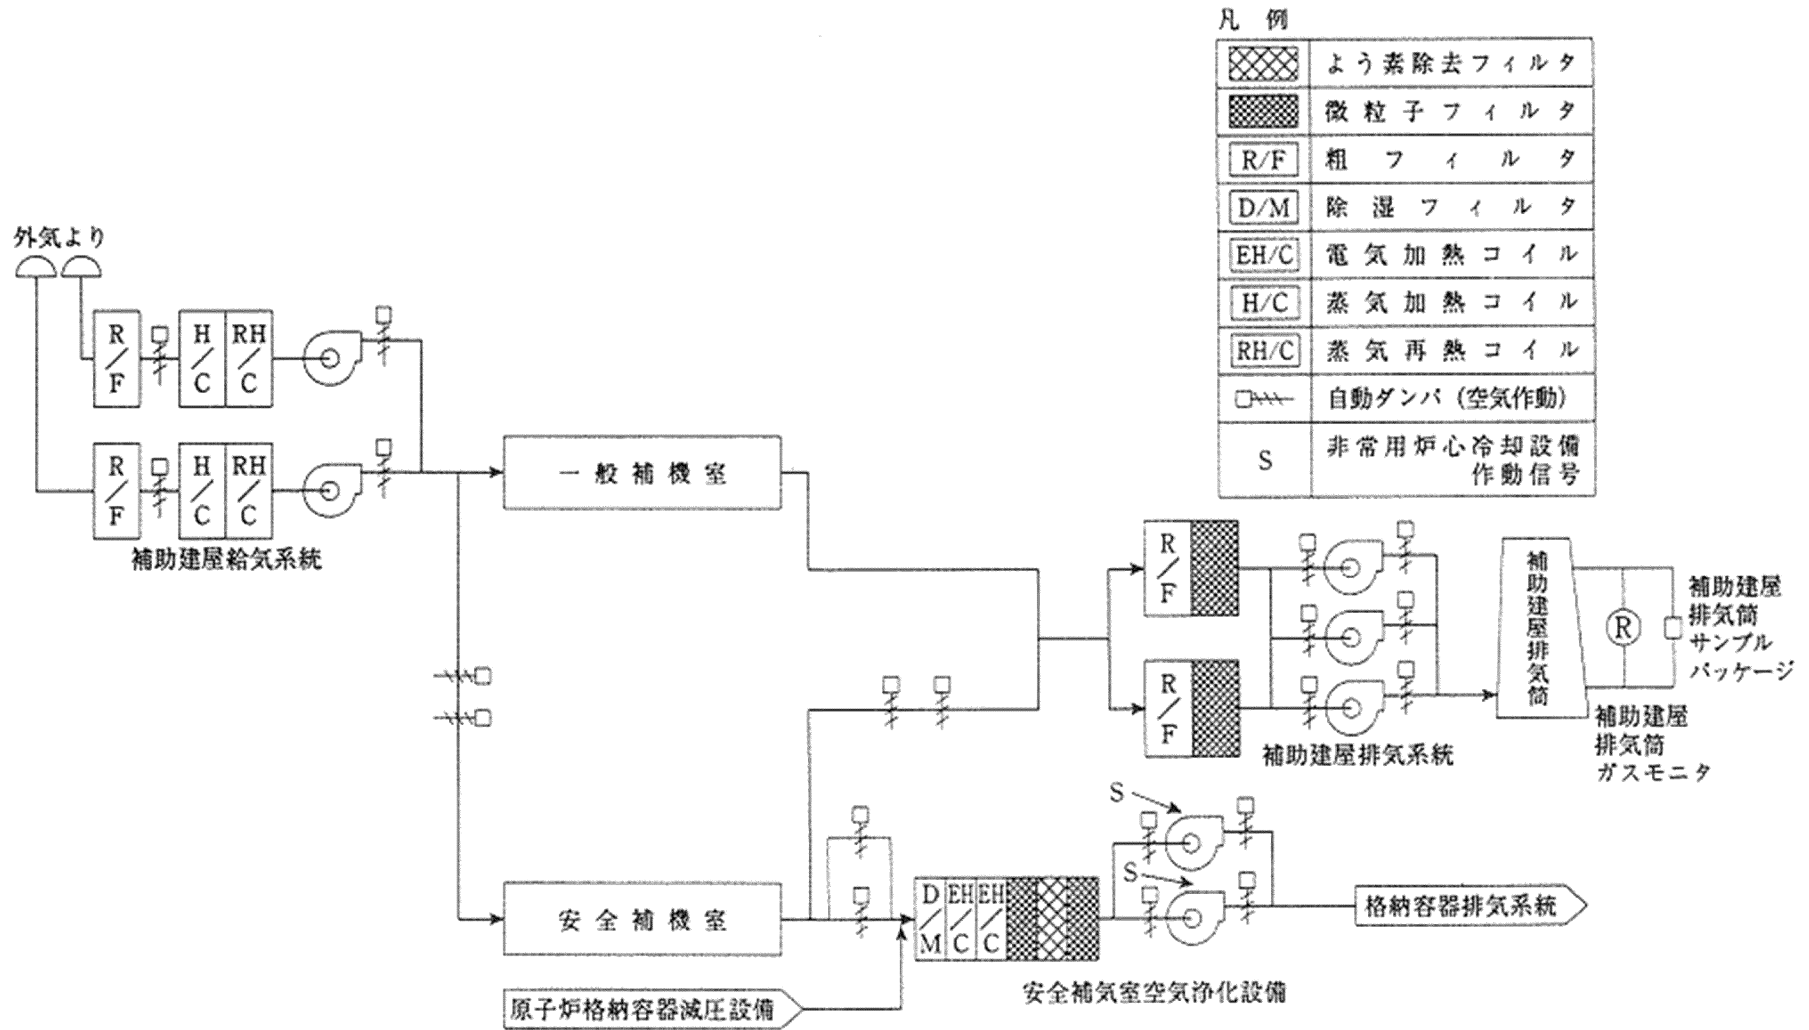 凡例
よう素除去フィルタ
微粒子フィルタ
R/F 粗フィルタ
D/M 除湿フィルタ
EH/C 電気加熱コイル
H/C 蒸気加熱コイル
RH/C 蒸気再熱コイル
自動ダンパ(空気作動)
S 非常用炉心冷却設備
作動信号
外気より
R/F
H/C
RH/C
R/F
H/C
RH/C
補助建屋給気系統
一般補機室
R/F
R/F
補助建屋排気系統
補助建屋排気筒
R
補助建屋
排気筒
サンプル
パッケージ
補助建屋
排気筒
ガスモニタ
S
S
安全補機室
D/M
EH/C
EH/C
格納容器排気系統
安全補気室空気浄化設備
原子炉格納容器減圧設備